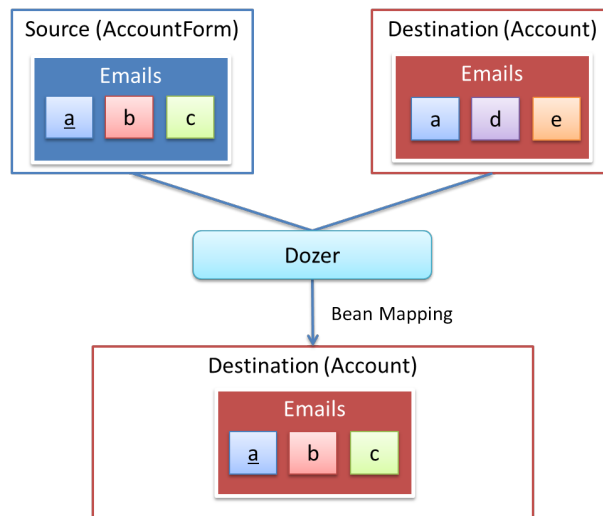 Source (AccountForm)
Emails
a b c
Destination (Account)
Emails
a d e
Dozer
Bean Mapping
Destination (Account)
Emails
a b c